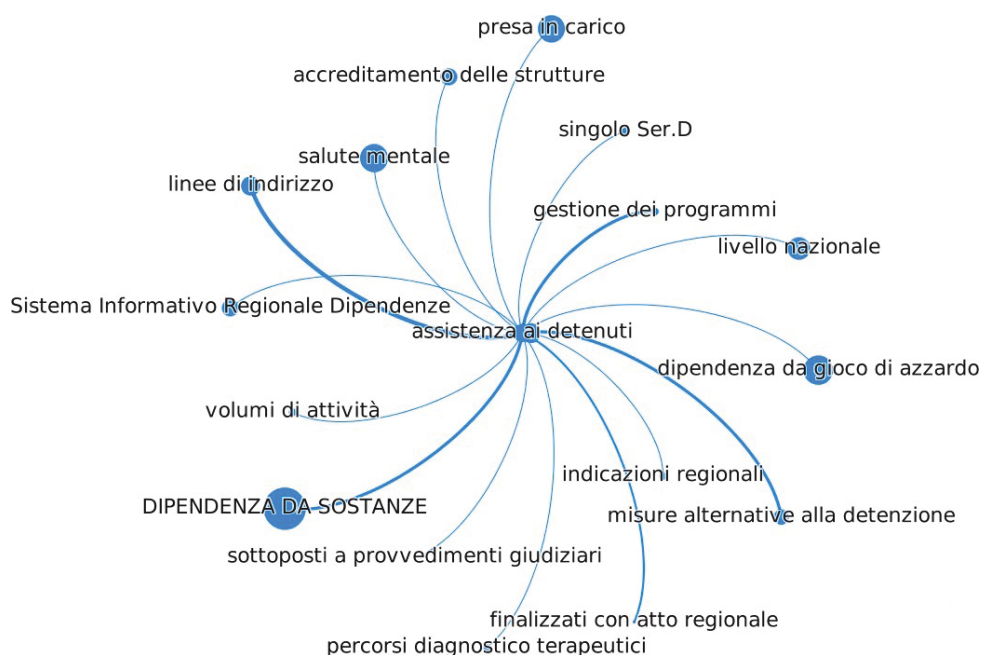 presa in carico
accreditamento delle strutture
singolo Ser.D
salute mentale
linee di indirizzo
gestione dei programmi
livello nazionale
Sistema Informativo Regionale Dipendenze
assistenza ai detenuti
dipendenza da gioco di azzardo
volumi di attività
indicazioni regionali
DIPENDENZA DA SOSTANZE
misure alternative alla detenzione
sottoposti a provvedimenti giudiziari
finalizzati con atto regionale
percorsi diagnostico terapeutici